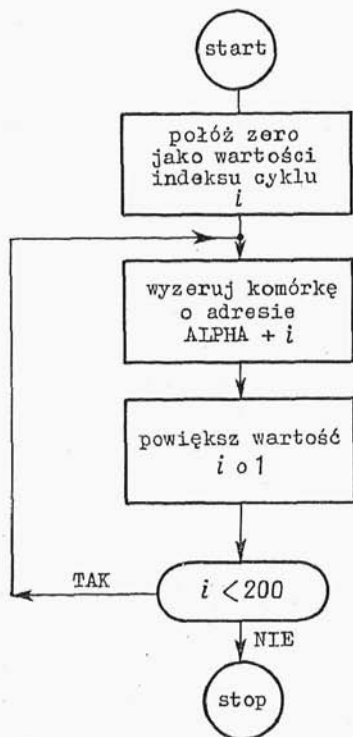 start
połóż zero
jako wartości
indeksu cyklu
i
wyzeruj komórkę
o adresie
ALPHA + i
powiększ wartość
i o 1
TAK
i < 200
NIE
stop